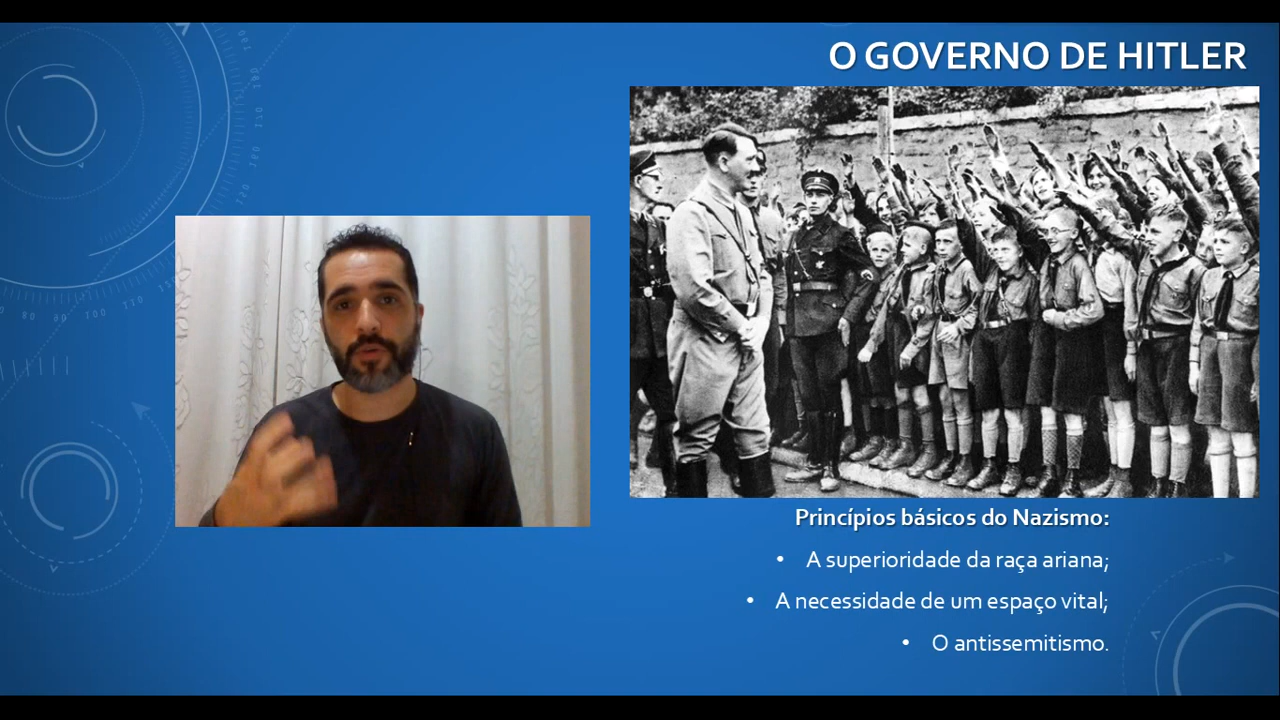 O GOVERNO DE HITLER
Princípios básicos do Nazismo:
• A superioridade da raça ariana;
• A necessidade de um espaço vital;
• O antissemitismo.